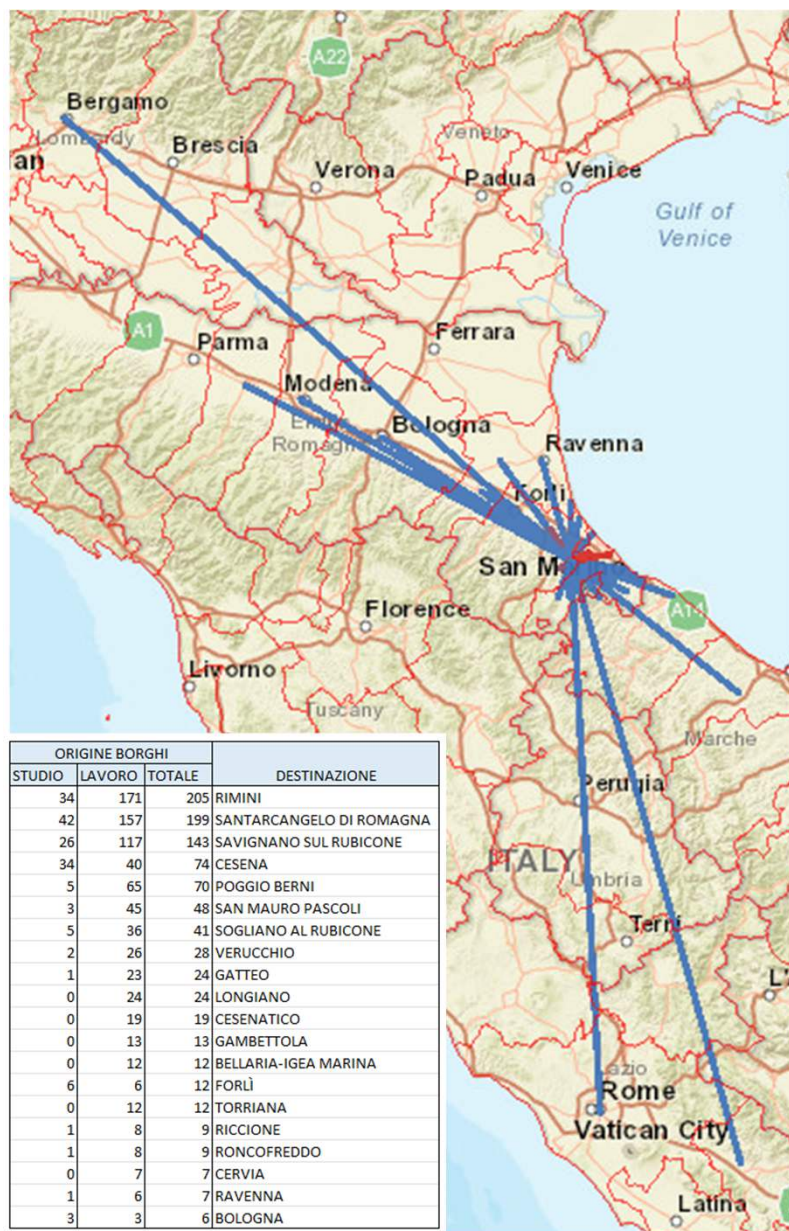 A22
Bergamo
Lombardy
Brescia
Veneto
an
Verona
Padua
Venice
Gulf of
Venice
A1
Parma
Ferrara
Modena
Bologna
Romagna
Ravenna
Forlì
San
A14
Florence
Livorno
Tuscany
Marche
Perugia
ITALY
Umbria
Terni
L'
Lazio
Rome
Vatican City
Latina
ORIGINE BORGHI
STUDIO LAVORO TOTALE DESTINAZIONE
34 171 205 RIMINI
42 157 199 SANTARCANGELO DI ROMAGNA
26 117 143 SAVIGNANO SUL RUBICONE
34 40 74 CESENA
5 65 70 POGGIO BERNI
3 45 48 SAN MAURO PASCOLI
5 36 41 SOGLIANO AL RUBICONE
2 26 28 VERUCCHIO
1 23 24 GATTEO
0 24 24 LONGIANO
0 19 19 CESENATICO
0 13 13 GAMBETTOLA
0 12 12 BELLARIA-IGEA MARINA
6 6 12 FORLÌ
0 12 12 TORRIANA
1 8 9 RICCIONE
1 8 9 RONCOFREDDO
0 7 7 CERVIA
1 6 7 RAVENNA
3 3 6 BOLOGNA